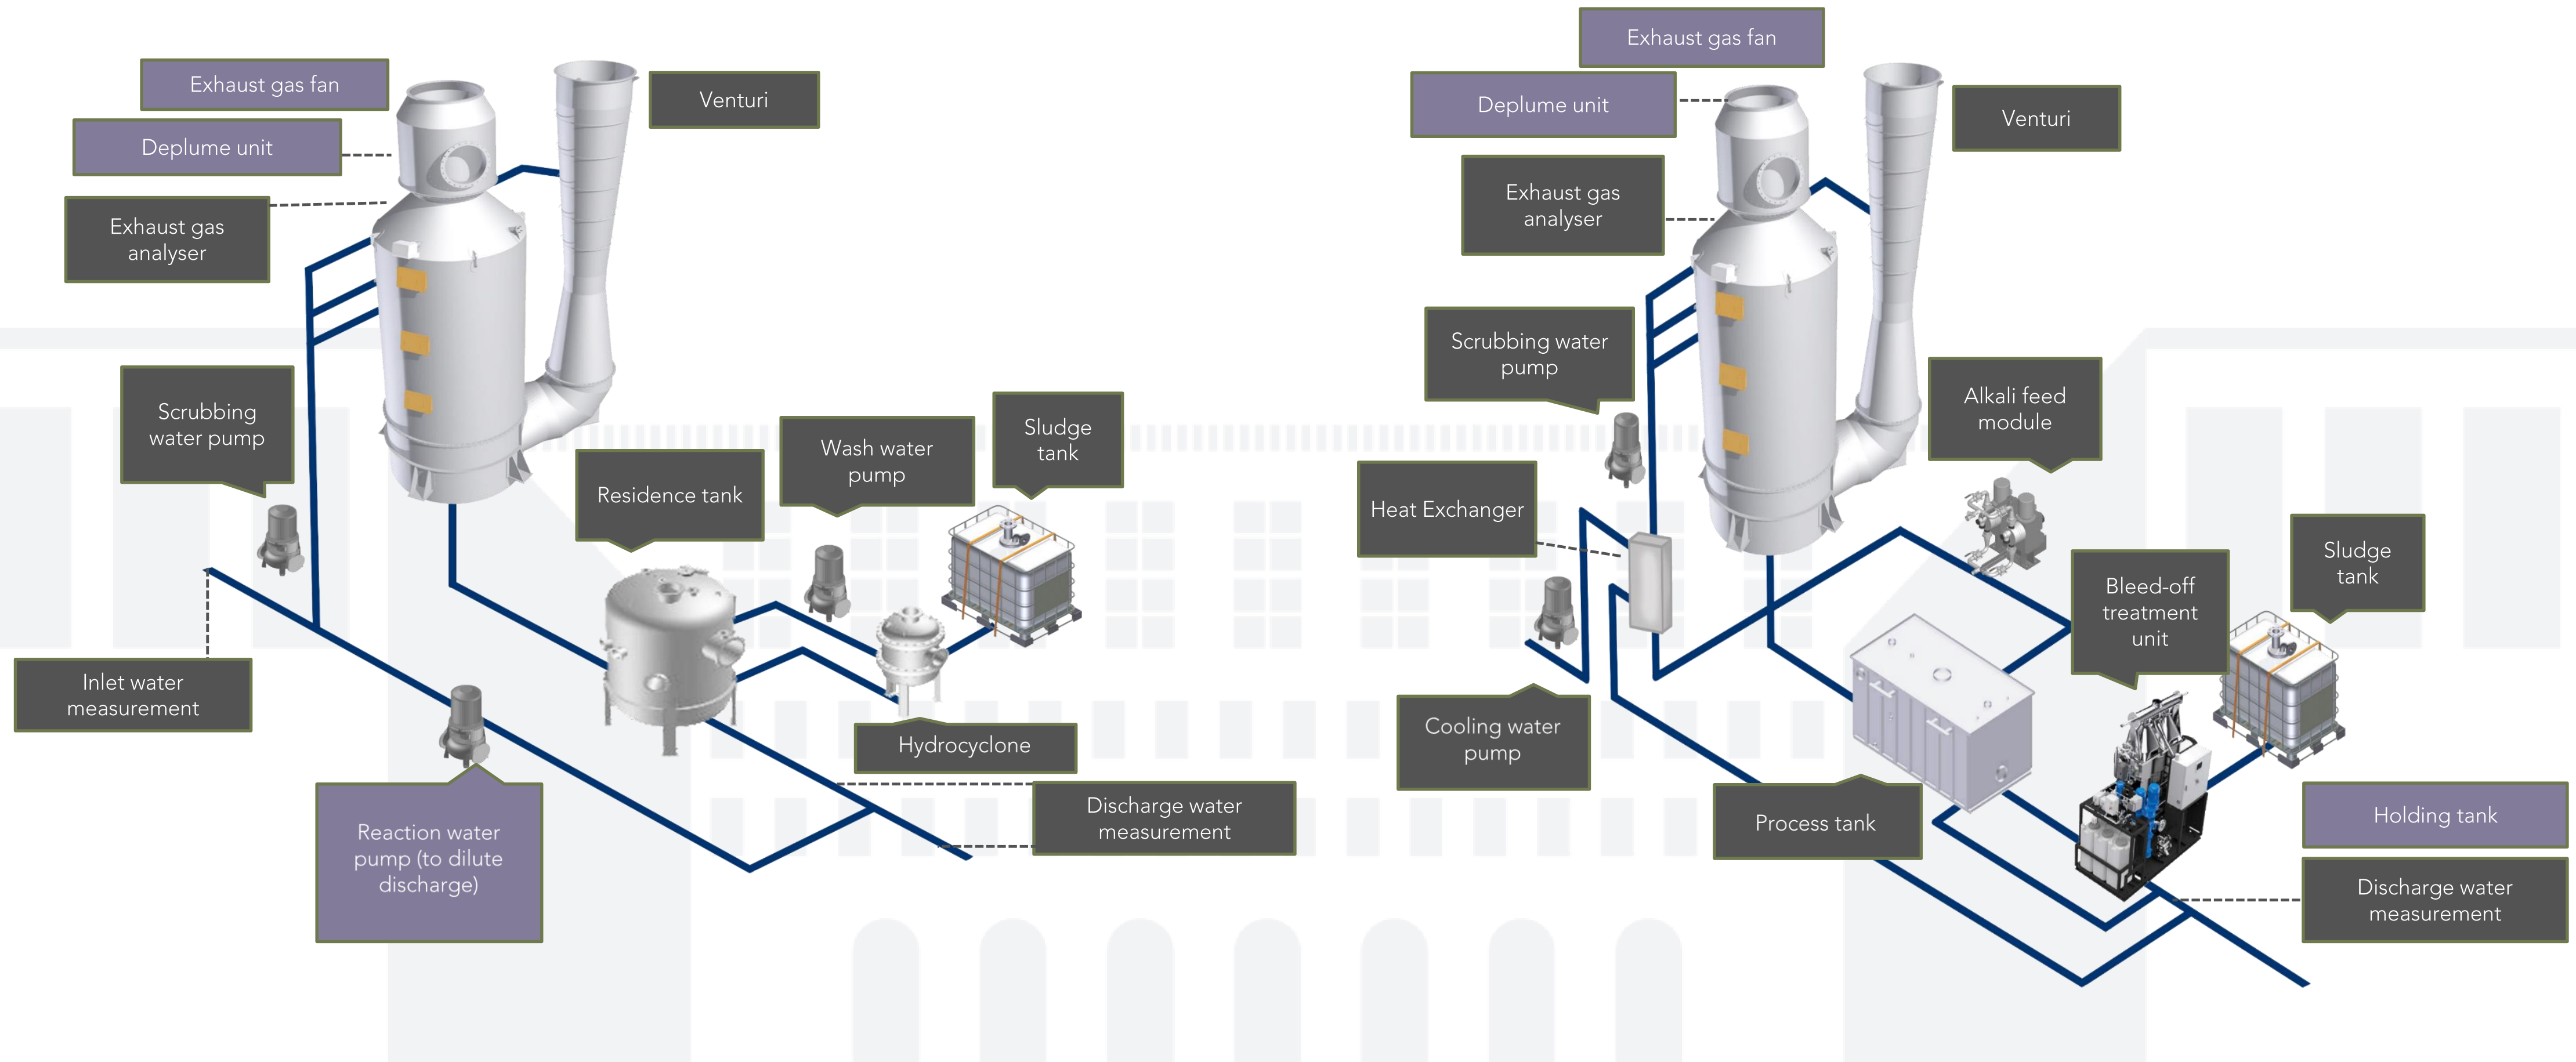 Exhaust gas fan
Deplume unit
Exhaust gas
analyser
Venturi
Scrubbing
water pump
Residence tank
Wash water
pump
Sludge
tank
Inlet water
measurement
Hydrocyclone
Reaction water
pump (to dilute
discharge)
Discharge water
measurement
Exhaust gas fan
Deplume unit
Exhaust gas
analyser
Venturi
Scrubbing water
pump
Alkali feed
module
Heat Exchanger
Bleed-off
treatment
unit
Sludge
tank
Cooling water
pump
Process tank
Holding tank
Discharge water
measurement